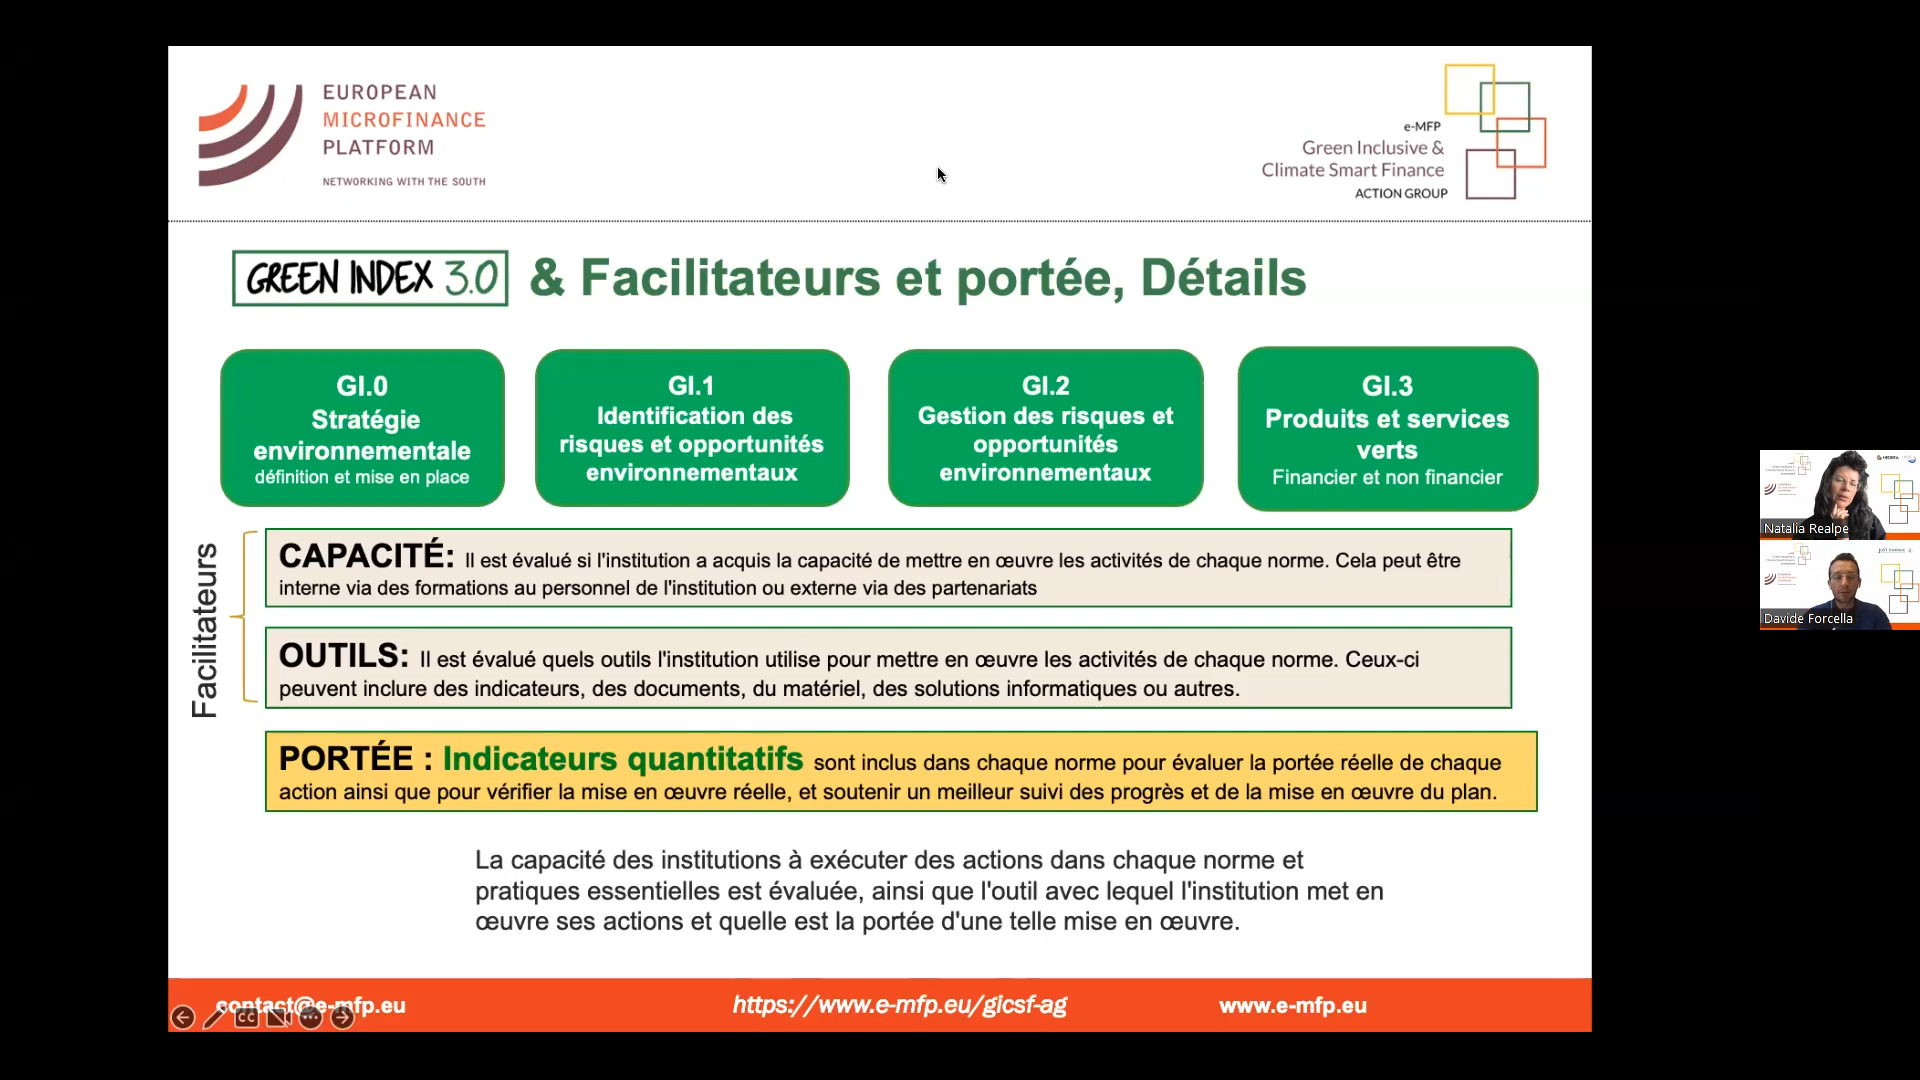 EUROPEAN
MICROFINANCE
PLATFORM
NETWORKING WITH THE SOUTH
e-MFP
Green Inclusive &
Climate Smart Finance
ACTION GROUP
GREEN INDEX 3.0 & Facilitateurs et portée, Détails
GI.0
Stratégie
environnementale
définition et mise en place
GI.1
Identification des
risques et opportunités
environnementaux
GI.2
Gestion des risques et
opportunités
environnementaux
GI.3
Produits et services
verts
Financier et non financier
Facilitateurs
CAPACITÉ: Il est évalué si l'institution a acquis la capacité de mettre en œuvre les activités de chaque norme. Cela peut être
interne via des formations au personnel de l'institution ou externe via des partenariats
OUTILS: Il est évalué quels outils l'institution utilise pour mettre en œuvre les activités de chaque norme. Ceux-ci
peuvent inclure des indicateurs, des documents, du matériel, des solutions informatiques ou autres.
PORTÉE : Indicateurs quantitatifs sont inclus dans chaque norme pour évaluer la portée réelle de chaque
action ainsi que pour vérifier la mise en œuvre réelle, et soutenir un meilleur suivi des progrès et de la mise en œuvre du plan.
La capacité des institutions à exécuter des actions dans chaque norme et
pratiques essentielles est évaluée, ainsi que l'outil avec lequel l'institution met en
œuvre ses actions et quelle est la portée d'une telle mise en œuvre.
contact@e-mfp.eu
https://www.e-mfp.eu/gicsf-ag
www.e-mfp.eu
CC
Natalia Realpe
Davide Forcella